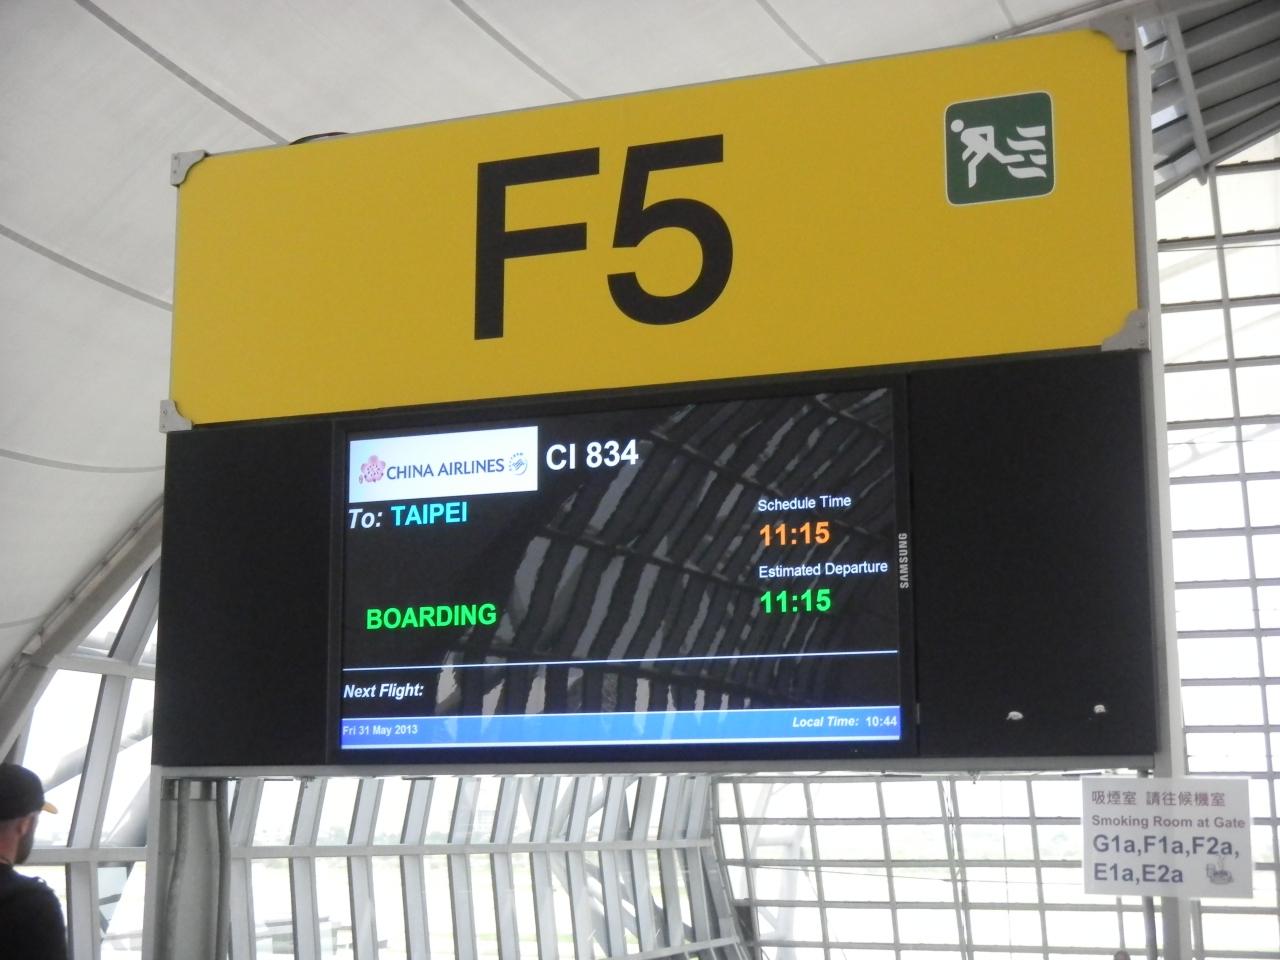 F5
CHINA AIRLINES CI 834
To: TAIPEI
Schedule Time
11:15
Estimated Departure
11:15
BOARDING
Next Flight:
Fri 31 May 2013 Local Time: 10:44
SAMSUNG
吸煙室 請往候機室
Smoking Room at Gate
G1a,F1a,F2a,
E1a,E2a